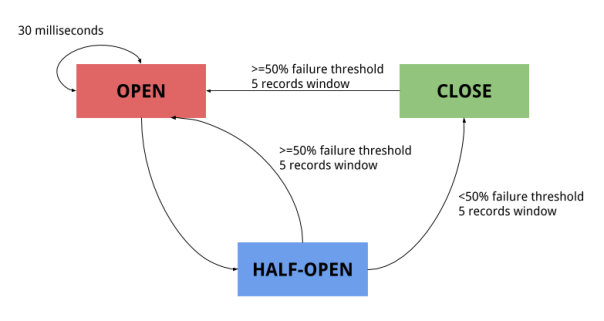 30 milliseconds
OPEN
>=50% failure threshold
5 records window
CLOSE
>=50% failure threshold
5 records window
<50% failure threshold
5 records window
HALF-OPEN